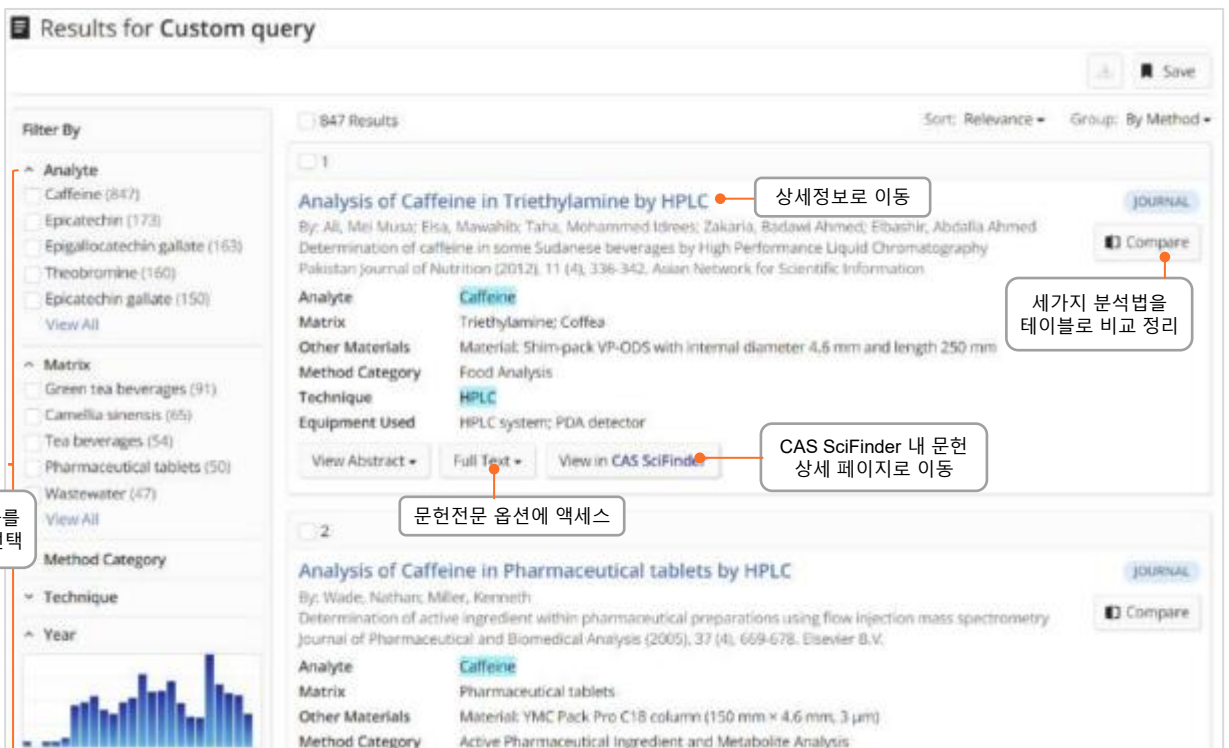 Results for Custom query
Save
Filter By
847 Results
Sort: Relevance
Group: By Method
Analyte
Caffeine (847)
Epicatechin (173)
Epigallocatechin gallate (163)
Theobromine (160)
Epicatechin gallate (150)
View All
Matrix
Green tea beverages (91)
Camellia sinensis (65)
Tea beverages (54)
Pharmaceutical tablets (50)
Wastewater (47)
View All
Method Category
Technique
Year
1
Analysis of Caffeine in Triethylamine by HPLC
상세정보로 이동
JOURNAL
By: Ali, Mei Musa; Eisa, Mawahib; Taha, Mohammed Idrees; Zakaria, Badawi Ahmed; Elbashir, Abdalla Ahmed
Compare
Determination of caffeine in some Sudanese beverages by High Performance Liquid Chromatography
Pakistan Journal of Nutrition (2012), 11 (4), 336-342. Asian Network for Scientific Information
세가지 분석법을
테이블로 비교 정리
Analyte Caffeine
Matrix Triethylamine; Coffea
Other Materials Material: Shim-pack VP-ODS with internal diameter 4.6 mm and length 250 mm
Method Category Food Analysis
Technique HPLC
Equipment Used HPLC system; PDA detector
View Abstract
Full Text
View in CAS SciFinder
CAS SciFinder 내 문헌
상세 페이지로 이동
문헌전문 옵션에 액세스
2
Analysis of Caffeine in Pharmaceutical tablets by HPLC
JOURNAL
By: Wade, Nathan; Miller, Kenneth
Compare
Determination of active ingredient within pharmaceutical preparations using flow injection mass spectrometry
Journal of Pharmaceutical and Biomedical Analysis (2005), 37 (4), 669-678. Elsevier B.V.
Analyte Caffeine
Matrix Pharmaceutical tablets
Other Materials Material: YMC Pack Pro C18 column (150 mm × 4.6 mm, 3 μm)
Method Category Active Pharmaceutical Ingredient and Metabolite Analysis